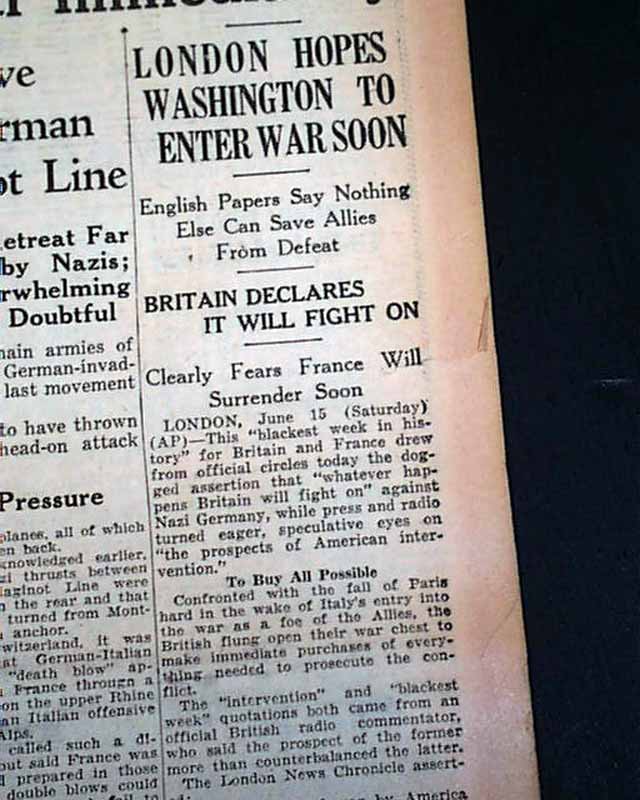 ve
rman
ot Line
etreat Far
by Nazis;
rwhelming
Doubtful
main armies of
German-invad-
last movement
to have thrown
head-on attack
Pressure
planes, all of which
en back.
knowledged earlier,
zi thrusts between
Maginot Line were
n the rear and that
turned from Mont-
anchor.
witzerland, it was
at German-Italian
"death blow" ap-
France through a
on the upper Rhine
an Italian offensive
Alps.
called such a di-
but said France was
prepared in those
double blows could
fail to
LONDON HOPES
WASHINGTON TO
ENTER WAR SOON
English Papers Say Nothing
Else Can Save Allies
From Defeat
BRITAIN DECLARES
IT WILL FIGHT ON
Clearly Fears France Will
Surrender Soon
LONDON, June 15 (Saturday)
(AP)—This "blackest week in his-
tory" for Britain and France drew
from official circles today the dog-
ged assertion that "whatever hap-
pens Britain will fight on" against
Nazi Germany, while press and radio
turned eager, speculative eyes on
"the prospects of American inter-
vention."
To Buy All Possible
Confronted with the fall of Paris
hard in the wake of Italy's entry into
the war as a foe of the Allies, the
British flung open their war chest to
make immediate purchases of every-
thing needed to prosecute the con-
flict.
The "intervention" and "blackest
week" quotations both came from an
official British radio commentator,
who said the prospect of the former
more than counterbalanced the latter.
The London News Chronicle assert-
ed:
by America